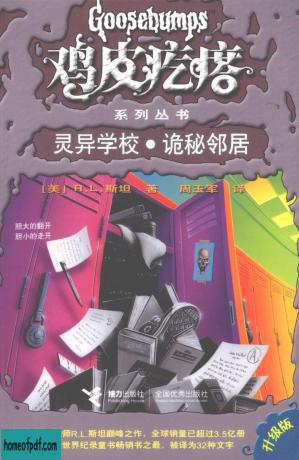 Goosebumps
鸡皮疙瘩
系列丛书
灵异学校·诡秘邻居
[美] R.L.斯坦 著 周玉军 译
胆大的翻开
胆小的走开
接力出版社 全国优秀出版社
Publishing House
师R.L.斯坦巅峰之作，全球销量已超过3.5亿册
世界纪录童书畅销书之最，被译为32种文字
升级版
homeofpdf.com